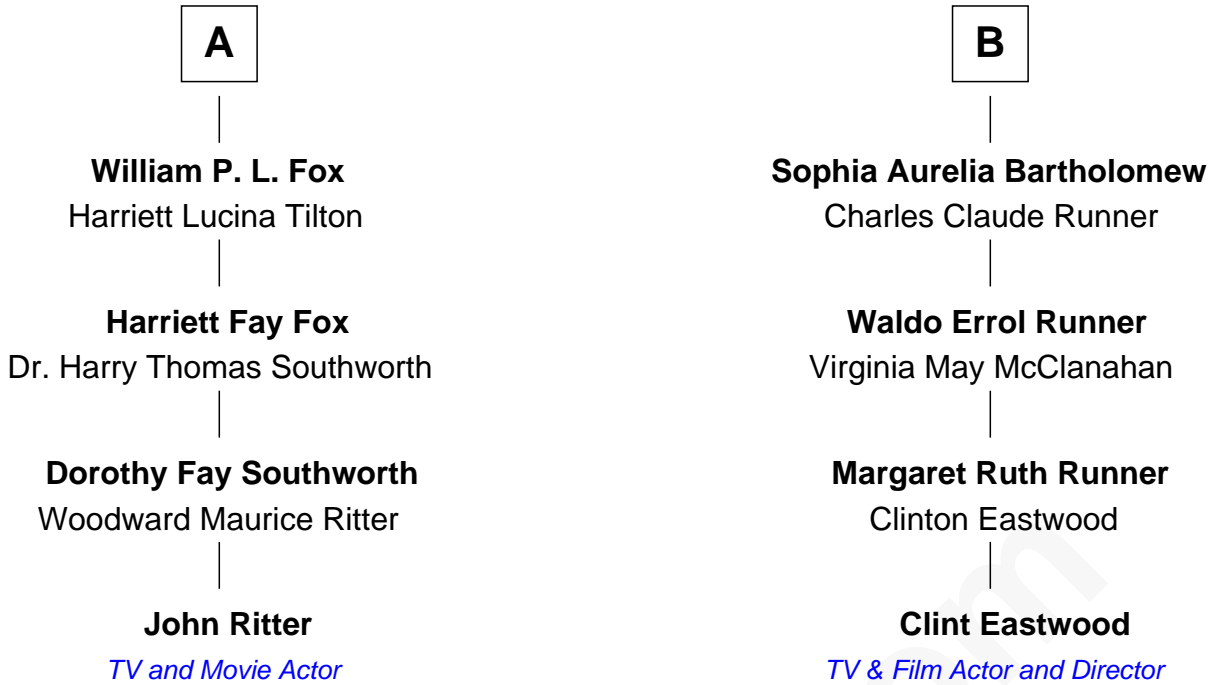 A
William P. L. Fox
Harriett Lucina Tilton
Harriett Fay Fox
Dr. Harry Thomas Southworth
Dorothy Fay Southworth
Woodward Maurice Ritter
John Ritter
TV and Movie Actor
B
Sophia Aurelia Bartholomew
Charles Claude Runner
Waldo Errol Runner
Virginia May McClanahan
Margaret Ruth Runner
Clinton Eastwood
Clint Eastwood
TV & Film Actor and Director